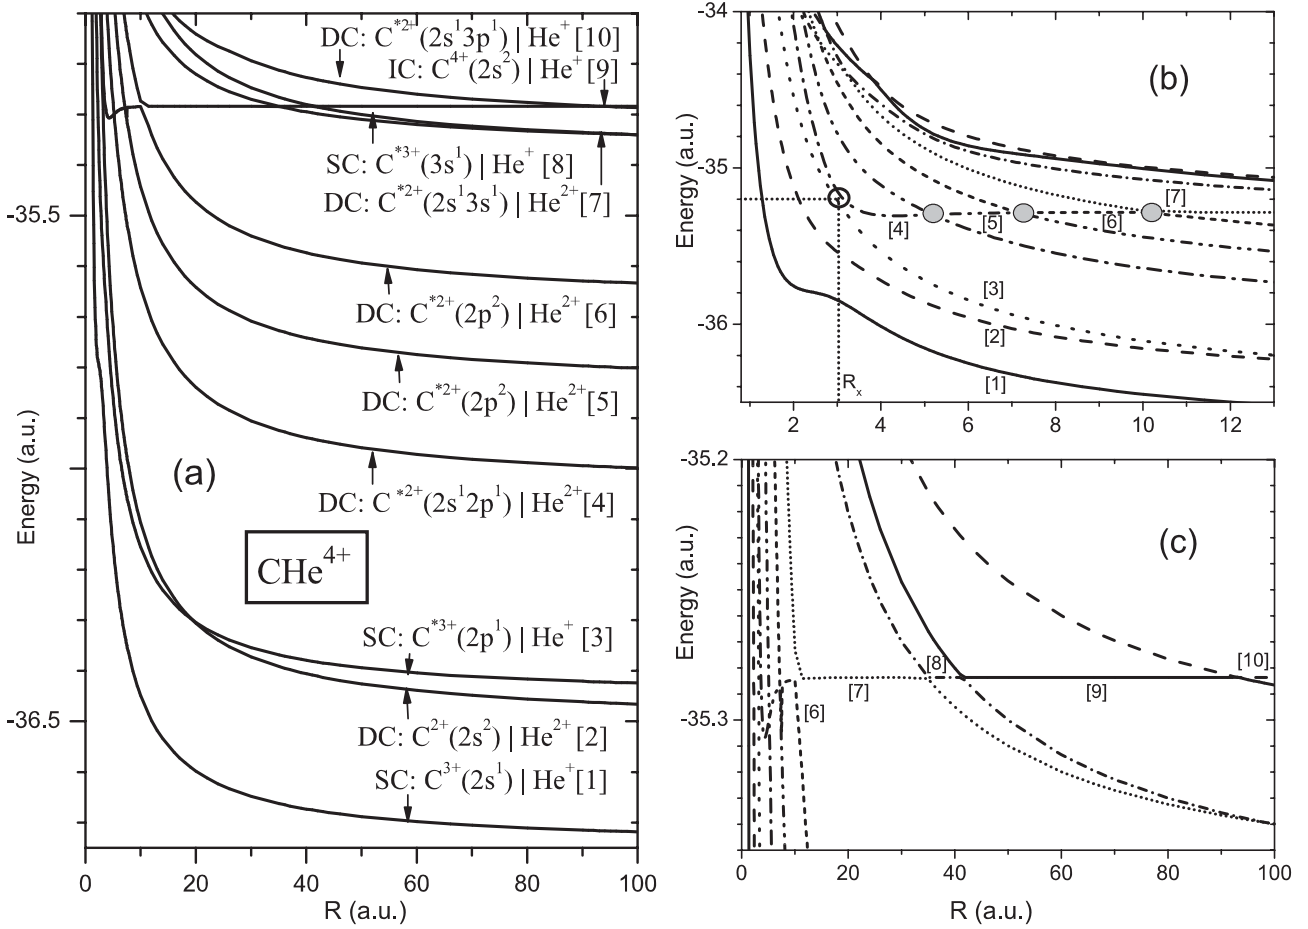 DC: C*2+(2s13p1) | He+ [10]
IC: C4+(2s2) | He+ [9]
SC: C*3+(3s1) | He+ [8]
DC: C*2+(2s13s1) | He2+ [7]
DC: C*2+(2p2) | He2+ [6]
DC: C*2+(2p2) | He2+[5]
DC: C*2+(2s12p1) | He2+[4]
SC: C*3+(2p1) | He+ [3]
DC: C2+(2s2) | He2+[2]
SC: C3+(2s1) | He+[1]
(a)
CHe4+
-35.5
-36.5
Energy (a.u.)
0 20 40 60 80 100
R (a.u.)
-34
-35
-36
Energy (a.u.)
(b)
[7]
[4]
[5]
[6]
[3]
[2]
[1]
Rx
2 4 6 8 10 12
-35.2
-35.3
Energy (a.u.)
(c)
[8]
[10]
[7]
[9]
[6]
0 20 40 60 80 100
R (a.u.)